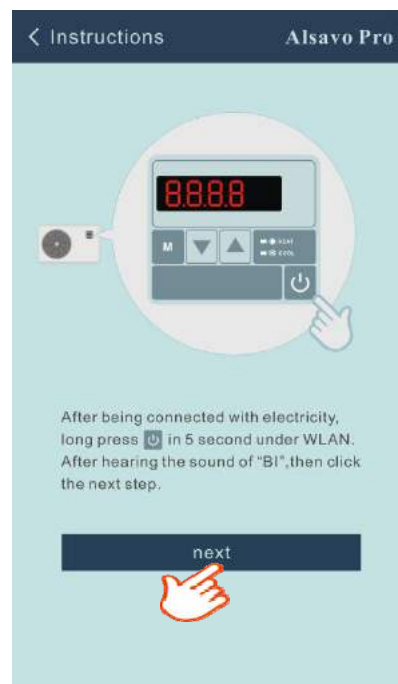 Instructions
Alsavo Pro
8.8.8.8
M
HEAT
COOL
After being connected with electricity,
long press in 5 second under WLAN.
After hearing the sound of “BI”,then click
the next step.
next